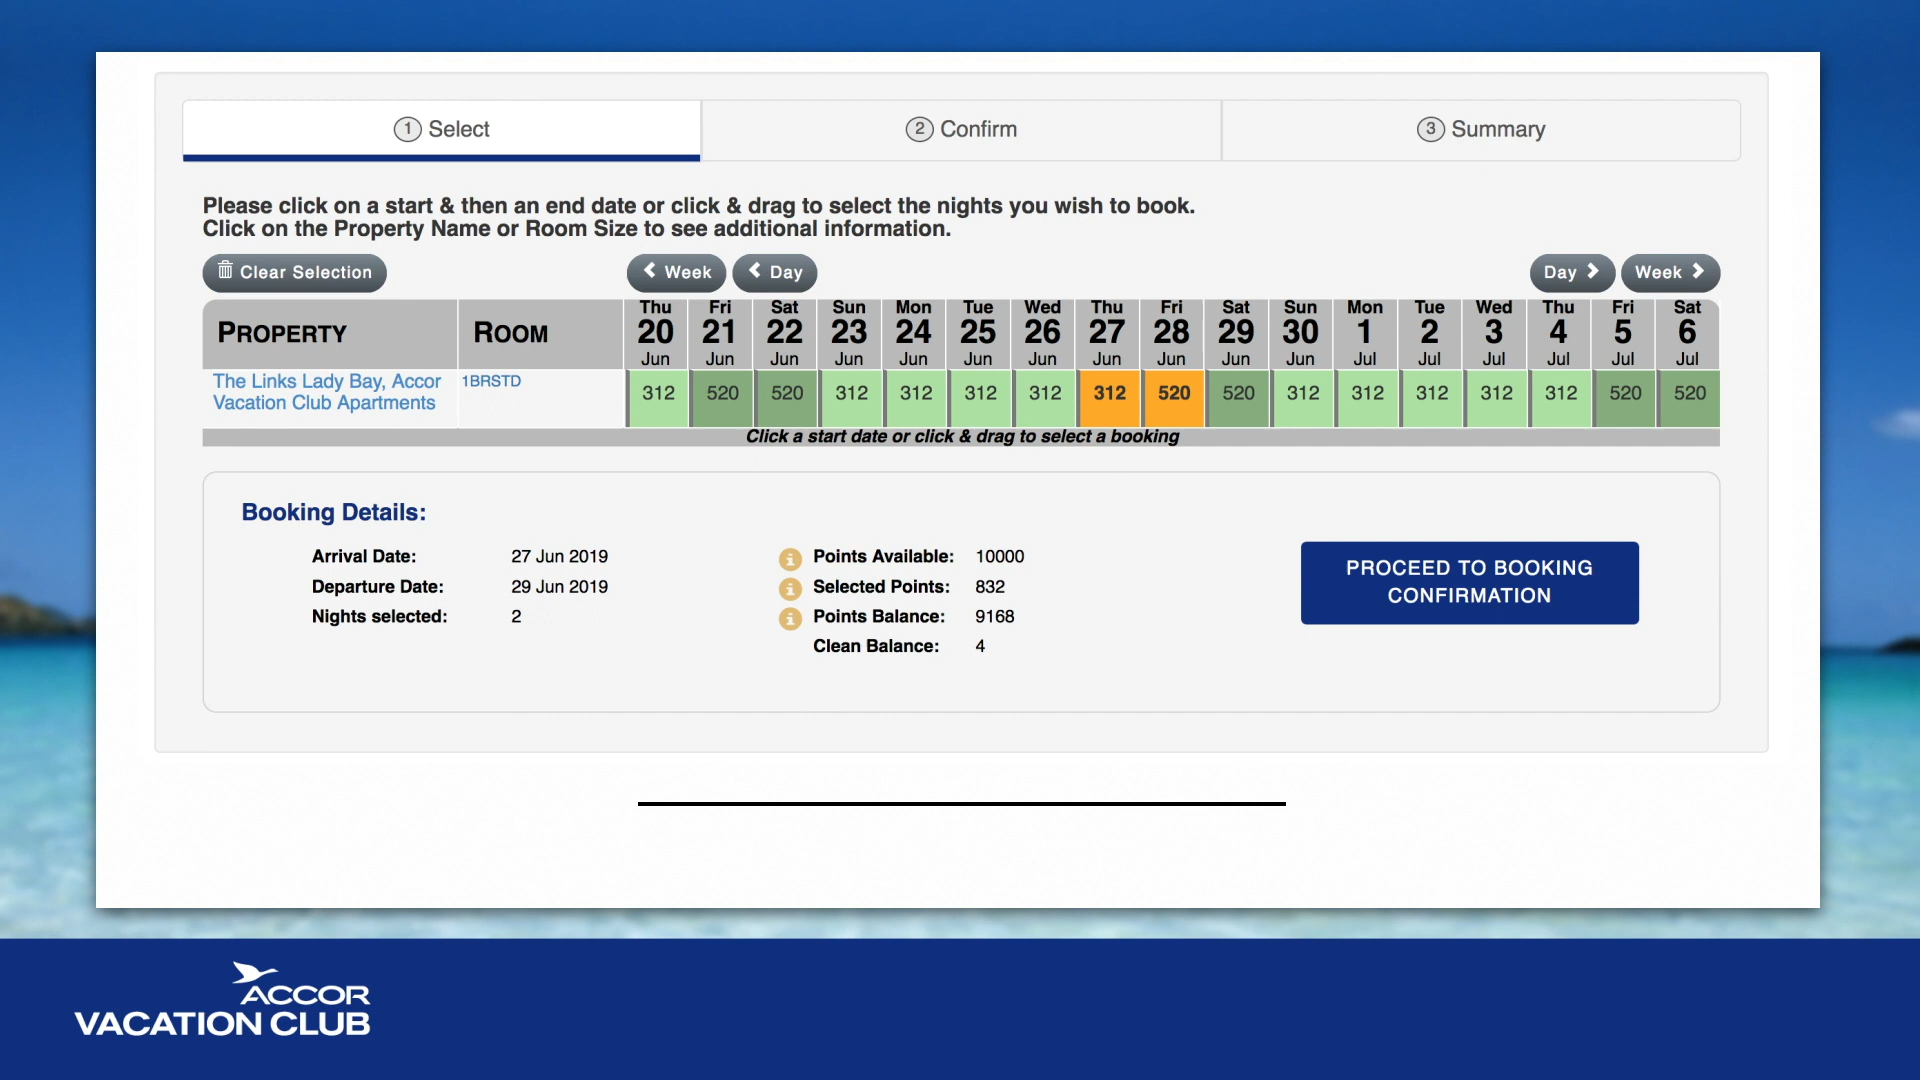 1 Select
2 Confirm
3 Summary
Please click on a start & then an end date or click & drag to select the nights you wish to book.
Click on the Property Name or Room Size to see additional information.
Clear Selection
Week
Day
Day
Week
PROPERTY ROOM
Thu Fri Sat Sun Mon Tue Wed Thu Fri Sat Sun Mon Tue Wed Thu Fri Sat
20 21 22 23 24 25 26 27 28 29 30 1 2 3 4 5 6
Jun Jun Jun Jun Jun Jun Jun Jun Jun Jun Jun Jul Jul Jul Jul Jul Jul
The Links Lady Bay, Accor
Vacation Club Apartments
1BRSTD
312 520 520 312 312 312 312 312 520 520 312 312 312 312 312 520 520
Click a start date or click & drag to select a booking
Booking Details:
Arrival Date: 27 Jun 2019
Departure Date: 29 Jun 2019
Nights selected: 2
Points Available: 10000
Selected Points: 832
Points Balance: 9168
Clean Balance: 4
PROCEED TO BOOKING
CONFIRMATION
ACCOR
VACATION CLUB